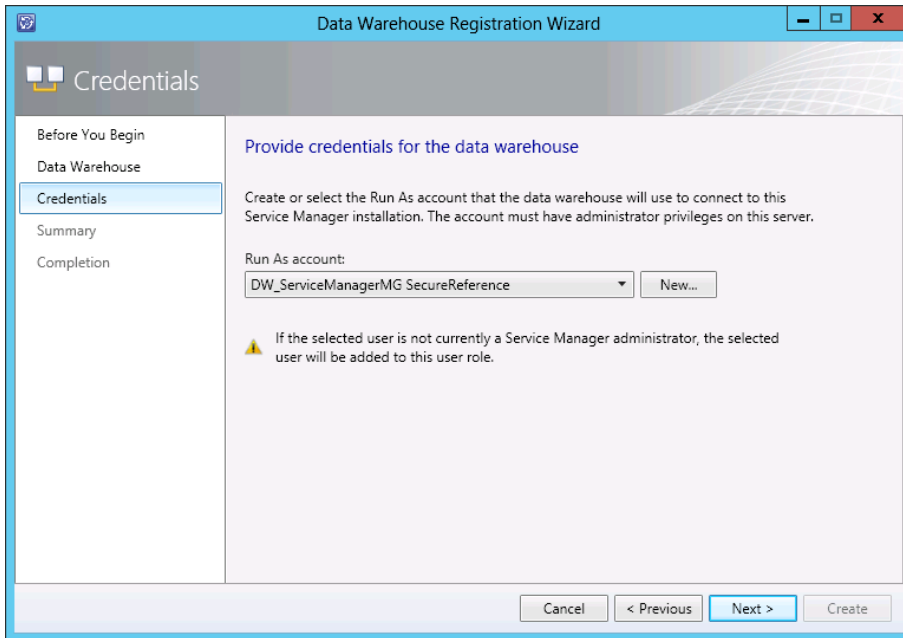 Data Warehouse Registration Wizard
Credentials
Before You Begin
Data Warehouse
Credentials
Summary
Completion
Provide credentials for the data warehouse
Create or select the Run As account that the data warehouse will use to connect to this
Service Manager installation. The account must have administrator privileges on this server.
Run As account:
DW_ServiceManagerMG SecureReference
New...
If the selected user is not currently a Service Manager administrator, the selected
user will be added to this user role.
Cancel
< Previous
Next >
Create